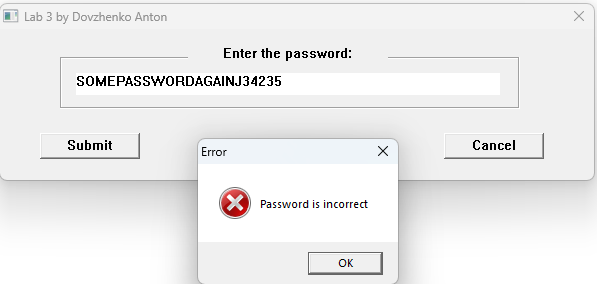 Lab 3 by Dovzhenko Anton
Enter the password:
SOMEPASSWORDAGAINJ34235
Submit
Cancel
Error
Password is incorrect
OK